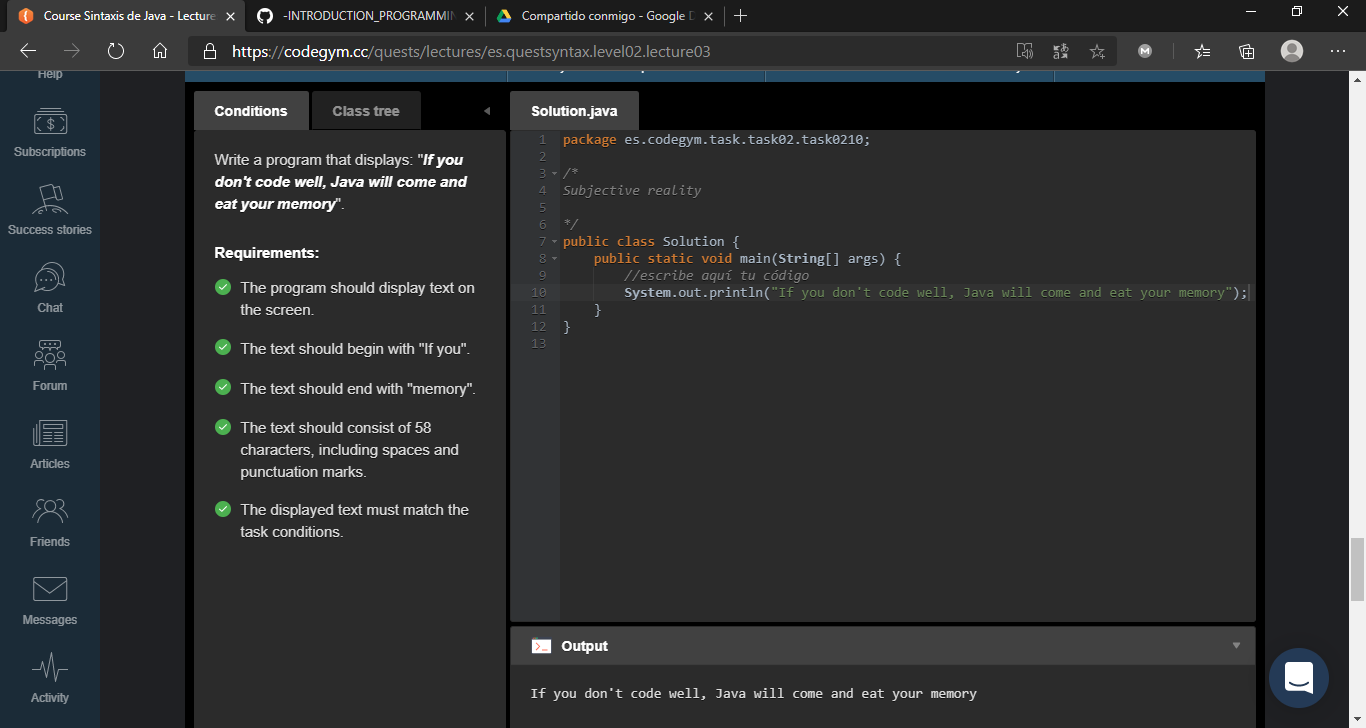 Course Sintaxis de Java - Lecture
-INTRODUCTION_PROGRAMMIN
Compartido conmigo - Google D
https://codegym.cc/quests/lectures/es.questsyntax.level02.lecture03
M
Help
Subscriptions
Success stories
Chat
Forum
Articles
Friends
Messages
Activity
Conditions
Class tree
Write a program that displays: "If you
don't code well, Java will come and
eat your memory".
Requirements:
The program should display text on
the screen.
The text should begin with "If you".
The text should end with "memory".
The text should consist of 58
characters, including spaces and
punctuation marks.
The displayed text must match the
task conditions.
Solution.java
1 package es.codegym.task.task02.task0210;
2
3 /*
4 Subjective reality
5
6 */
7 public class Solution {
8 public static void main(String[] args) {
9 //escribe aquí tu código
10 System.out.println("If you don't code well, Java will come and eat your memory");
11 }
12 }
13
Output
If you don't code well, Java will come and eat your memory